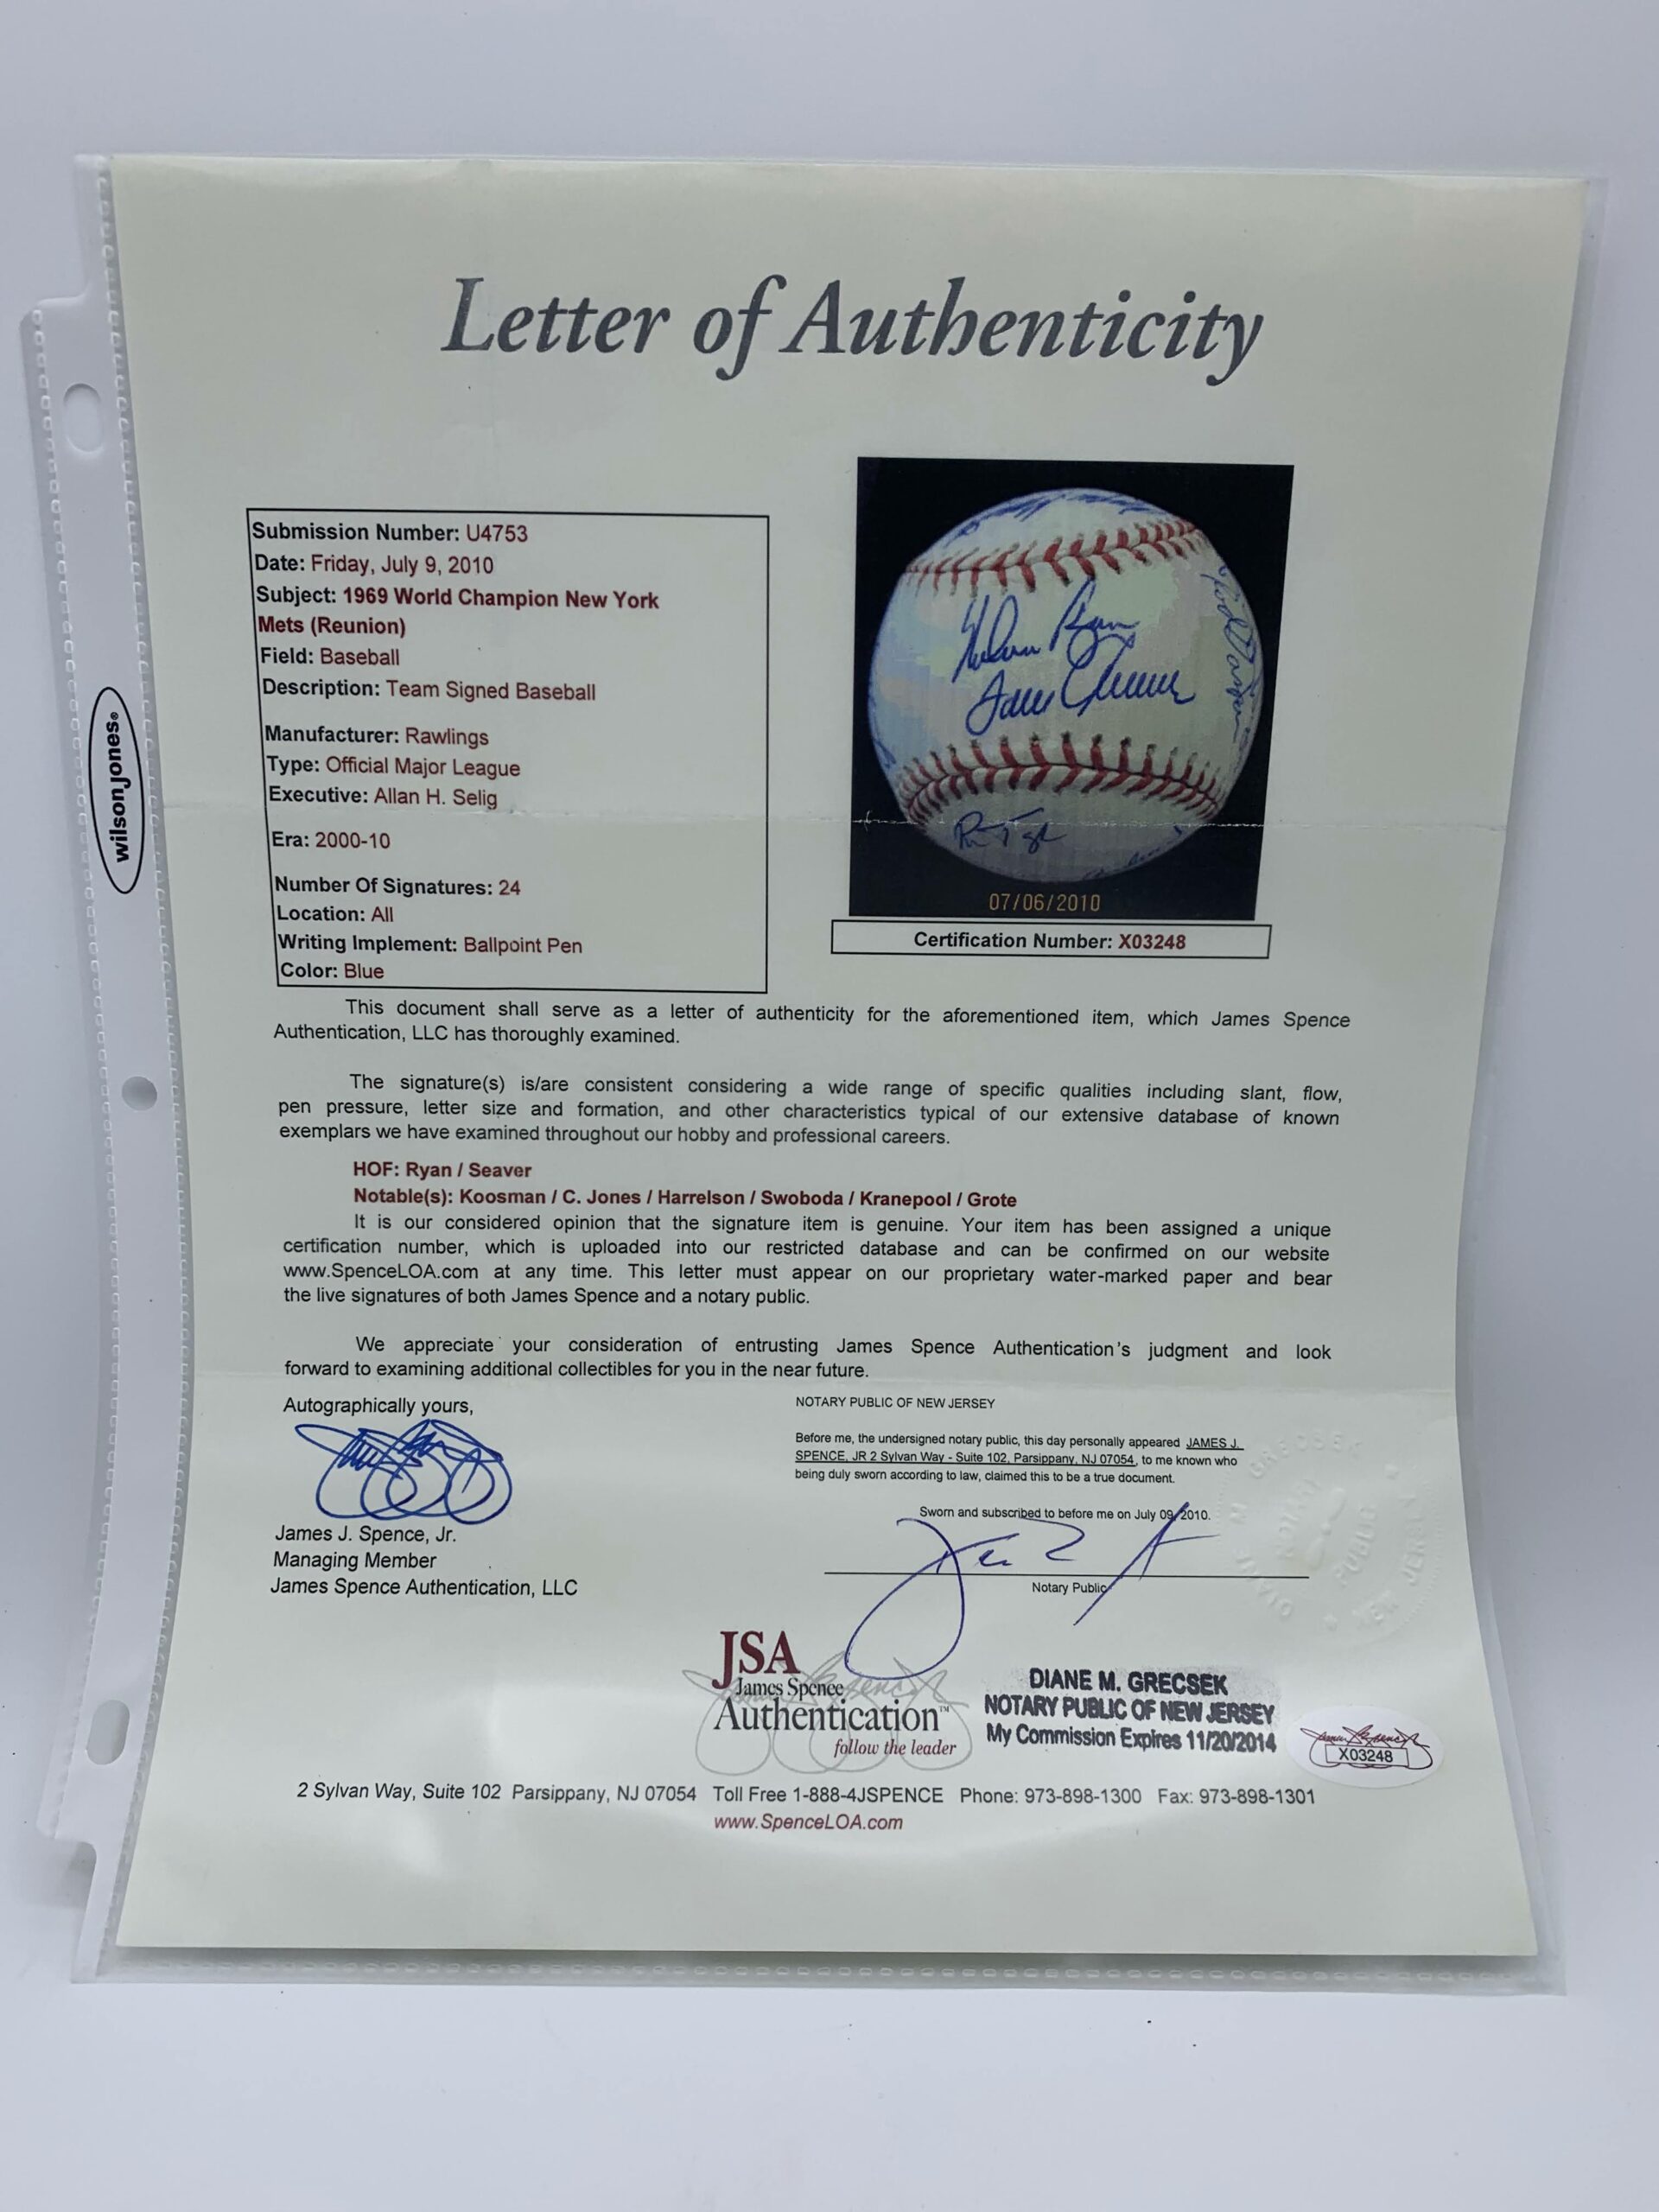 Letter of Authenticity
Submission Number: U4753
Date: Friday, July 9, 2010
Subject: 1969 World Champion New York
Mets (Reunion)
Field: Baseball
Description: Team Signed Baseball
Manufacturer: Rawlings
Type: Official Major League
Executive: Allan H. Selig
Era: 2000-10
Number Of Signatures: 24
Location: All
Writing Implement: Ballpoint Pen
Color: Blue
Nolan Ryan
Tom Seaver
07/06/2010
Certification Number: X03248
wilson jones®
This document shall serve as a letter of authenticity for the aforementioned item, which James Spence
Authentication, LLC has thoroughly examined.
The signature(s) is/are consistent considering a wide range of specific qualities including slant, flow,
pen pressure, letter size and formation, and other characteristics typical of our extensive database of known
exemplars we have examined throughout our hobby and professional careers.
HOF: Ryan / Seaver
Notable(s): Koosman / C. Jones / Harrelson / Swoboda / Kranepool / Grote
It is our considered opinion that the signature item is genuine. Your item has been assigned a unique
certification number, which is uploaded into our restricted database and can be confirmed on our website
www.SpenceLOA.com at any time. This letter must appear on our proprietary water-marked paper and bear
the live signatures of both James Spence and a notary public.
We appreciate your consideration of entrusting James Spence Authentication's judgment and look
forward to examining additional collectibles for you in the near future.
Autographically yours,
James J. Spence, Jr.
Managing Member
James Spence Authentication, LLC
NOTARY PUBLIC OF NEW JERSEY
Before me, the undersigned notary public, this day personally appeared JAMES J.
SPENCE, JR 2 Sylvan Way - Suite 102, Parsippany, NJ 07054, to me known who
being duly sworn according to law, claimed this to be a true document.
Sworn and subscribed to before me on July 09, 2010.
Notary Public
DIANE M. GRECSEK
NOTARY PUBLIC
NEW JERSEY
JSA
James Spence
Authentication™
follow the leader
DIANE M. GRECSEK
NOTARY PUBLIC OF NEW JERSEY
My Commission Expires 11/20/2014
X03248
2 Sylvan Way, Suite 102 Parsippany, NJ 07054 Toll Free 1-888-4JSPENCE Phone: 973-898-1300 Fax: 973-898-1301
www.SpenceLOA.com